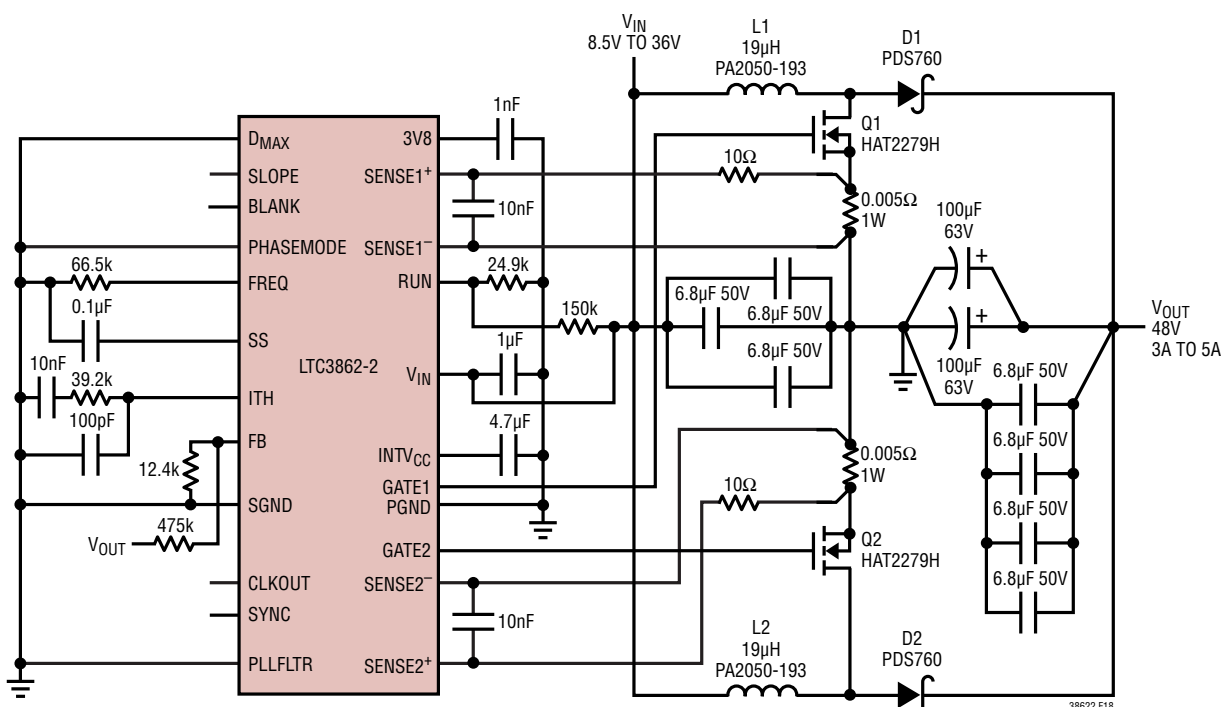 V_IN
8.5V TO 36V
L1
19µH
PA2050-193
D1
PDS760
1nF
D_MAX
3V8
Q1
HAT2279H
SLOPE
SENSE1⁺
10Ω
BLANK
10nF
0.005Ω
1W
100µF
63V
PHASEMODE
SENSE1⁻
66.5k
24.9k
FREQ
RUN
6.8µF 50V
6.8µF 50V
6.8µF 50V
150k
0.1µF
V_OUT
48V
3A TO 5A
SS
1µF
LTC3862-2
V_IN
10nF
39.2k
100µF
63V
ITH
100pF
4.7µF
6.8µF 50V
FB
INTV_CC
6.8µF 50V
12.4k
0.005Ω
1W
GATE1
10Ω
SGND
PGND
6.8µF 50V
475k
V_OUT
GATE2
Q2
HAT2279H
6.8µF 50V
CLKOUT
SENSE2⁻
SYNC
10nF
L2
19µH
PA2050-193
D2
PDS760
PLLFLTR
SENSE2⁺
38622 F18